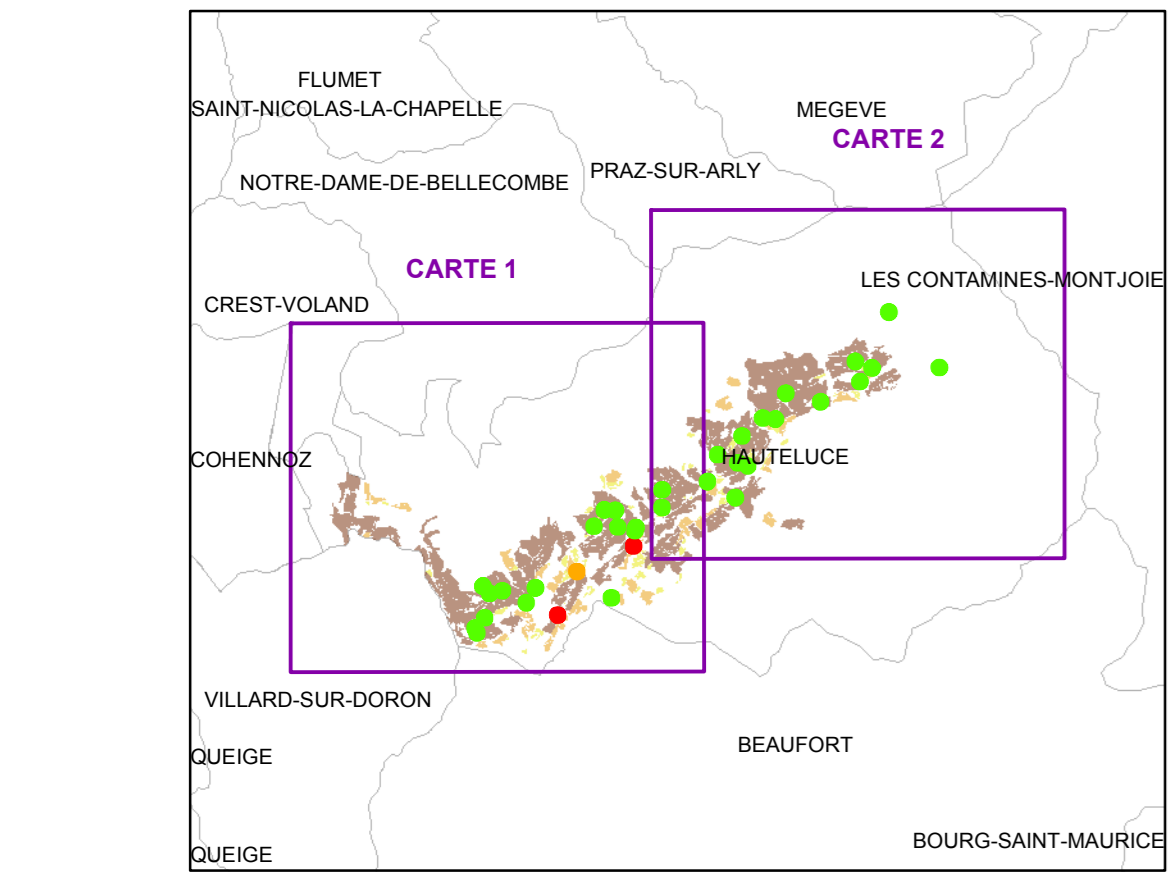 FLUMET
SAINT-NICOLAS-LA-CHAPELLE
MEGEVE
CARTE 2
PRAZ-SUR-ARLY
NOTRE-DAME-DE-BELLECOMBE
CARTE 1
LES CONTAMINES-MONTJOIE
CREST-VOLAND
COHENNOZ
HAUTELUCE
VILLARD-SUR-DORON
BEAUFORT
QUEIGE
BOURG-SAINT-MAURICE
QUEIGE